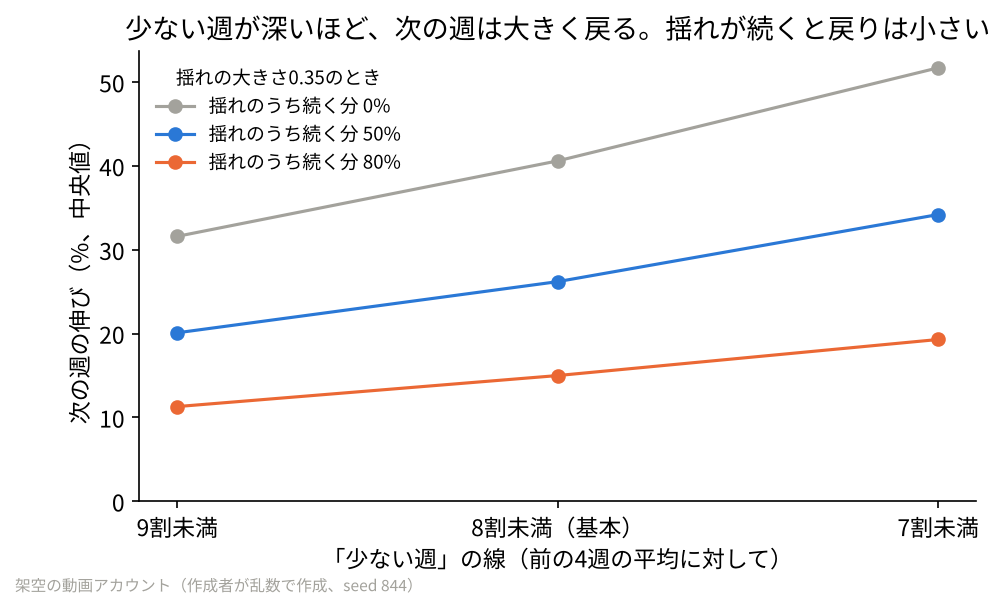 少ない週が深いほど、次の週は大きく戻る。揺れが続くと戻りは小さい
揺れの大きさ0.35のとき
揺れのうち続く分 0%
揺れのうち続く分 50%
揺れのうち続く分 80%
次の週の伸び（%、中央値）
50
40
30
20
10
0
9割未満
8割未満（基本）
7割未満
「少ない週」の線（前の4週の平均に対して）
架空の動画アカウント（作成者が乱数で作成、seed 844）